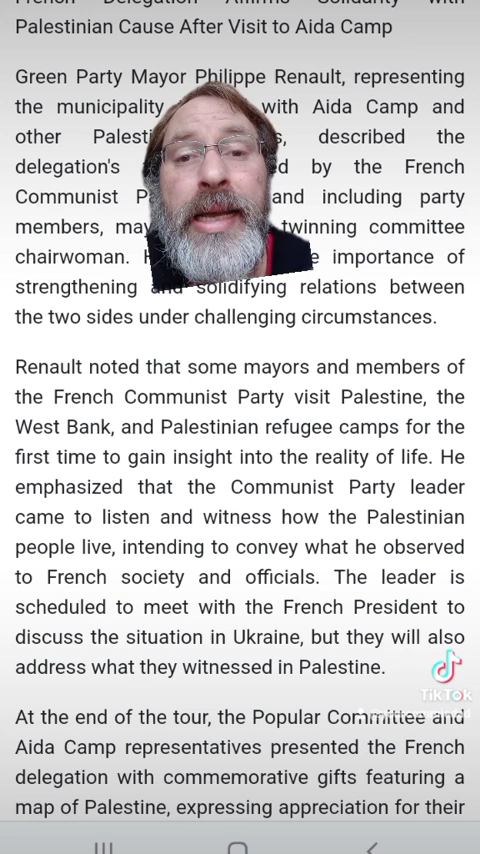 French Delegation Affirms Solidarity with
Palestinian Cause After Visit to Aida Camp
Green Party Mayor Philippe Renault, representing
the municipality with Aida Camp and
other described the
delegation's by the French
Communist and including party
members, twinning committee
chairwoman. importance of
strengthening and solidifying relations between
the two sides under challenging circumstances.
Renault noted that some mayors and members of
the French Communist Party visit Palestine, the
West Bank, and Palestinian refugee camps for the
first time to gain insight into the reality of life. He
emphasized that the Communist Party leader
came to listen and witness how the Palestinian
people live, intending to convey what he observed
to French society and officials. The leader is
scheduled to meet with the French President to
discuss the situation in Ukraine, but they will also
address what they witnessed in Palestine.
TikTok
At the end of the tour, the Popular Committee and
Aida Camp representatives presented the French
delegation with commemorative gifts featuring a
map of Palestine, expressing appreciation for their